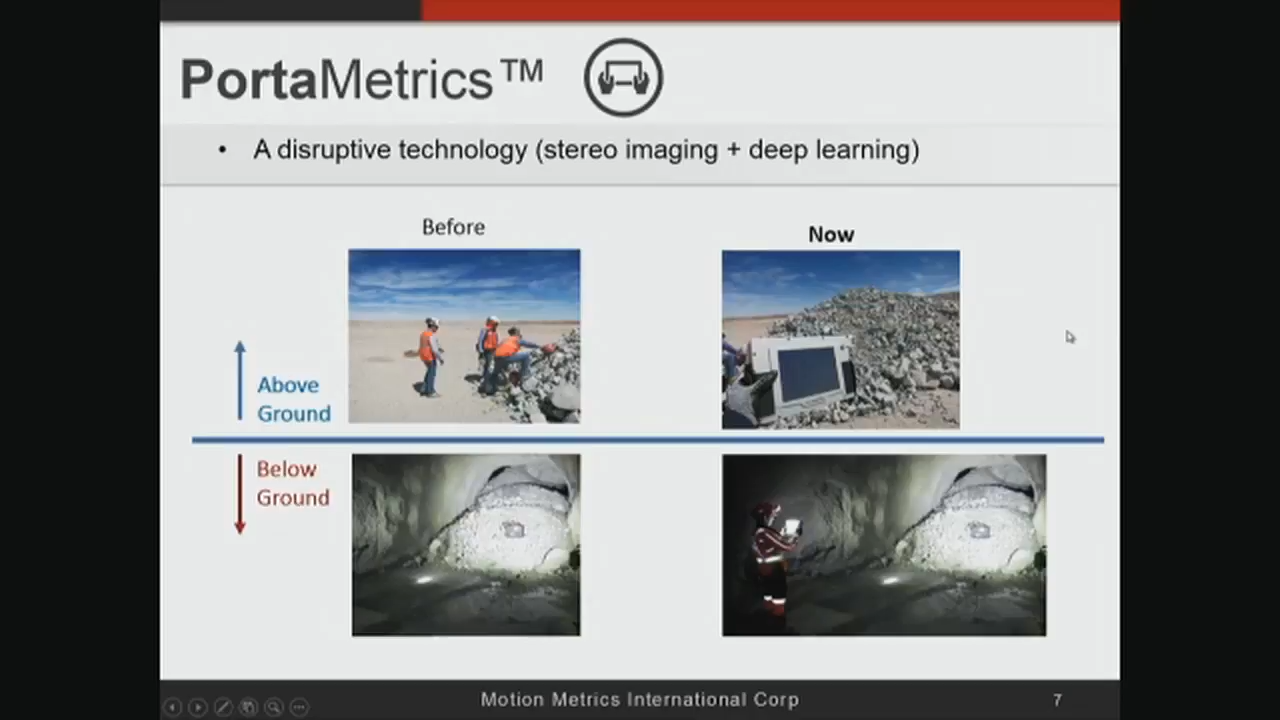 PortaMetrics™
• A disruptive technology (stereo imaging + deep learning)
Before
Now
Above
Ground
Below
Ground
Motion Metrics International Corp
7